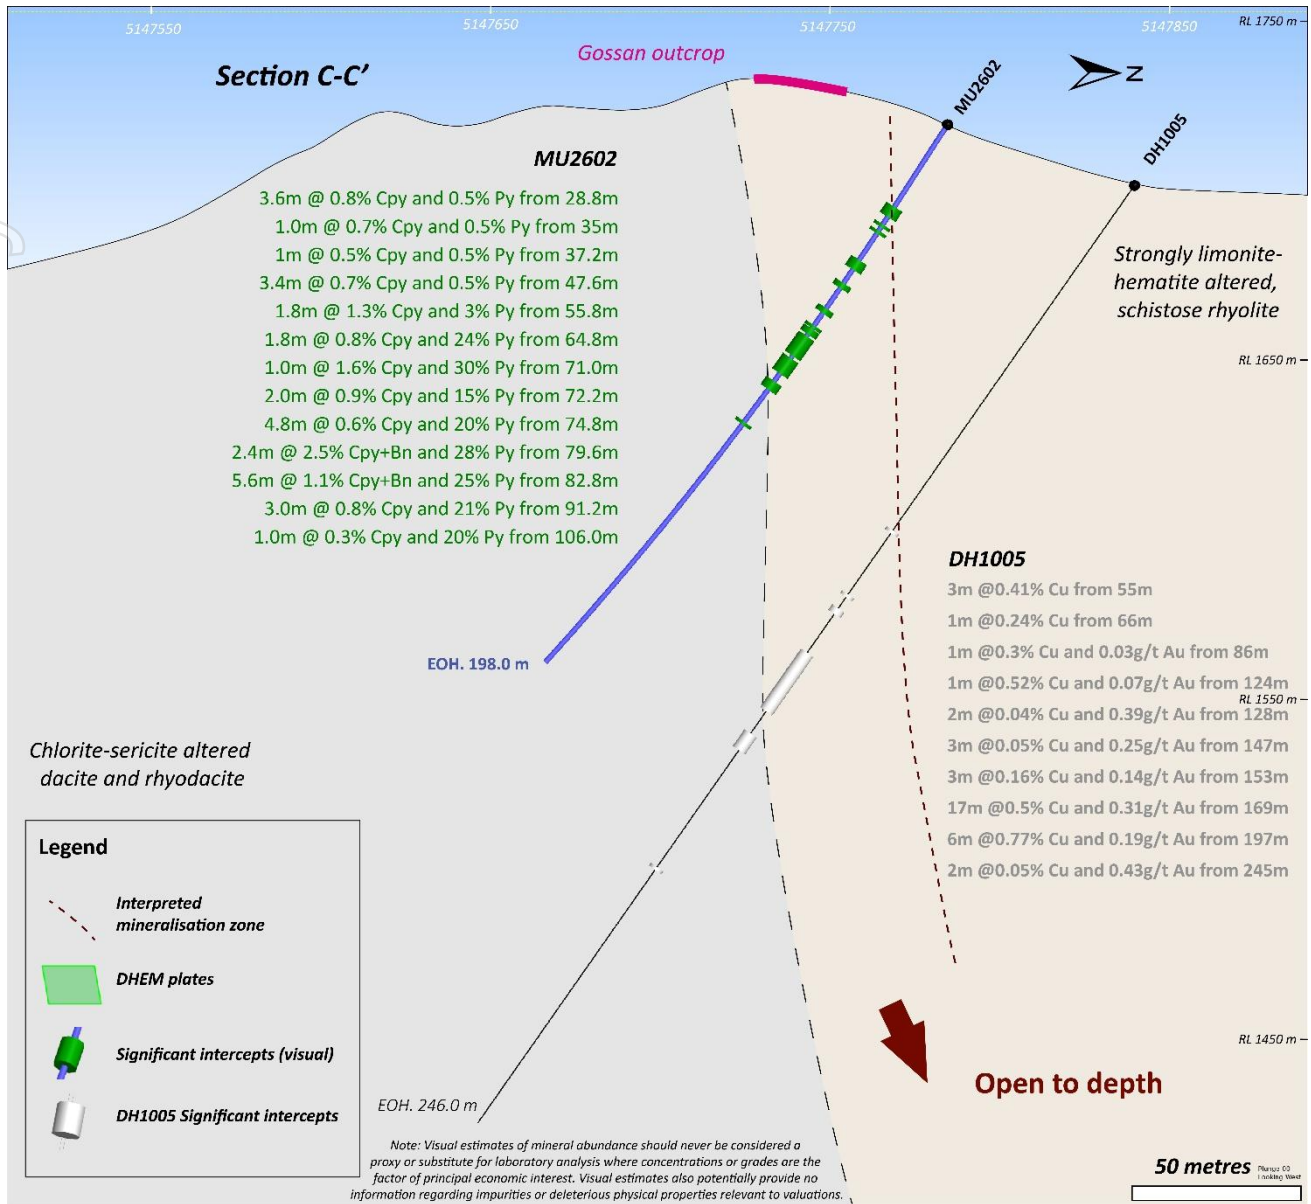 5147550
5147650
5147750
5147850
RL 1750 m
Gossan outcrop
Section C-C’
N
MU2602
DH1005
MU2602
3.6m @ 0.8% Cpy and 0.5% Py from 28.8m
1.0m @ 0.7% Cpy and 0.5% Py from 35m
1m @ 0.5% Cpy and 0.5% Py from 37.2m
3.4m @ 0.7% Cpy and 0.5% Py from 47.6m
1.8m @ 1.3% Cpy and 3% Py from 55.8m
1.8m @ 0.8% Cpy and 24% Py from 64.8m
1.0m @ 1.6% Cpy and 30% Py from 71.0m
2.0m @ 0.9% Cpy and 15% Py from 72.2m
4.8m @ 0.6% Cpy and 20% Py from 74.8m
2.4m @ 2.5% Cpy+Bn and 28% Py from 79.6m
5.6m @ 1.1% Cpy+Bn and 25% Py from 82.8m
3.0m @ 0.8% Cpy and 21% Py from 91.2m
1.0m @ 0.3% Cpy and 20% Py from 106.0m
Strongly limonite-
hematite altered,
schistose rhyolite
RL 1650 m
DH1005
3m @0.41% Cu from 55m
1m @0.24% Cu from 66m
1m @0.3% Cu and 0.03g/t Au from 86m
1m @0.52% Cu and 0.07g/t Au from 124m
RL 1550 m
2m @0.04% Cu and 0.39g/t Au from 128m
3m @0.05% Cu and 0.25g/t Au from 147m
3m @0.16% Cu and 0.14g/t Au from 153m
17m @0.5% Cu and 0.31g/t Au from 169m
6m @0.77% Cu and 0.19g/t Au from 197m
2m @0.05% Cu and 0.43g/t Au from 245m
EOH. 198.0 m
Chlorite-sericite altered
dacite and rhyodacite
Legend
Interpreted
mineralisation zone
DHEM plates
Significant intercepts (visual)
DH1005 Significant intercepts
RL 1450 m
Open to depth
EOH. 246.0 m
Note: Visual estimates of mineral abundance should never be considered a
proxy or substitute for laboratory analysis where concentrations or grades are the
factor of principal economic interest. Visual estimates also potentially provide no
information regarding impurities or deleterious physical properties relevant to valuations.
50 metres
Plunge 00
Looking West